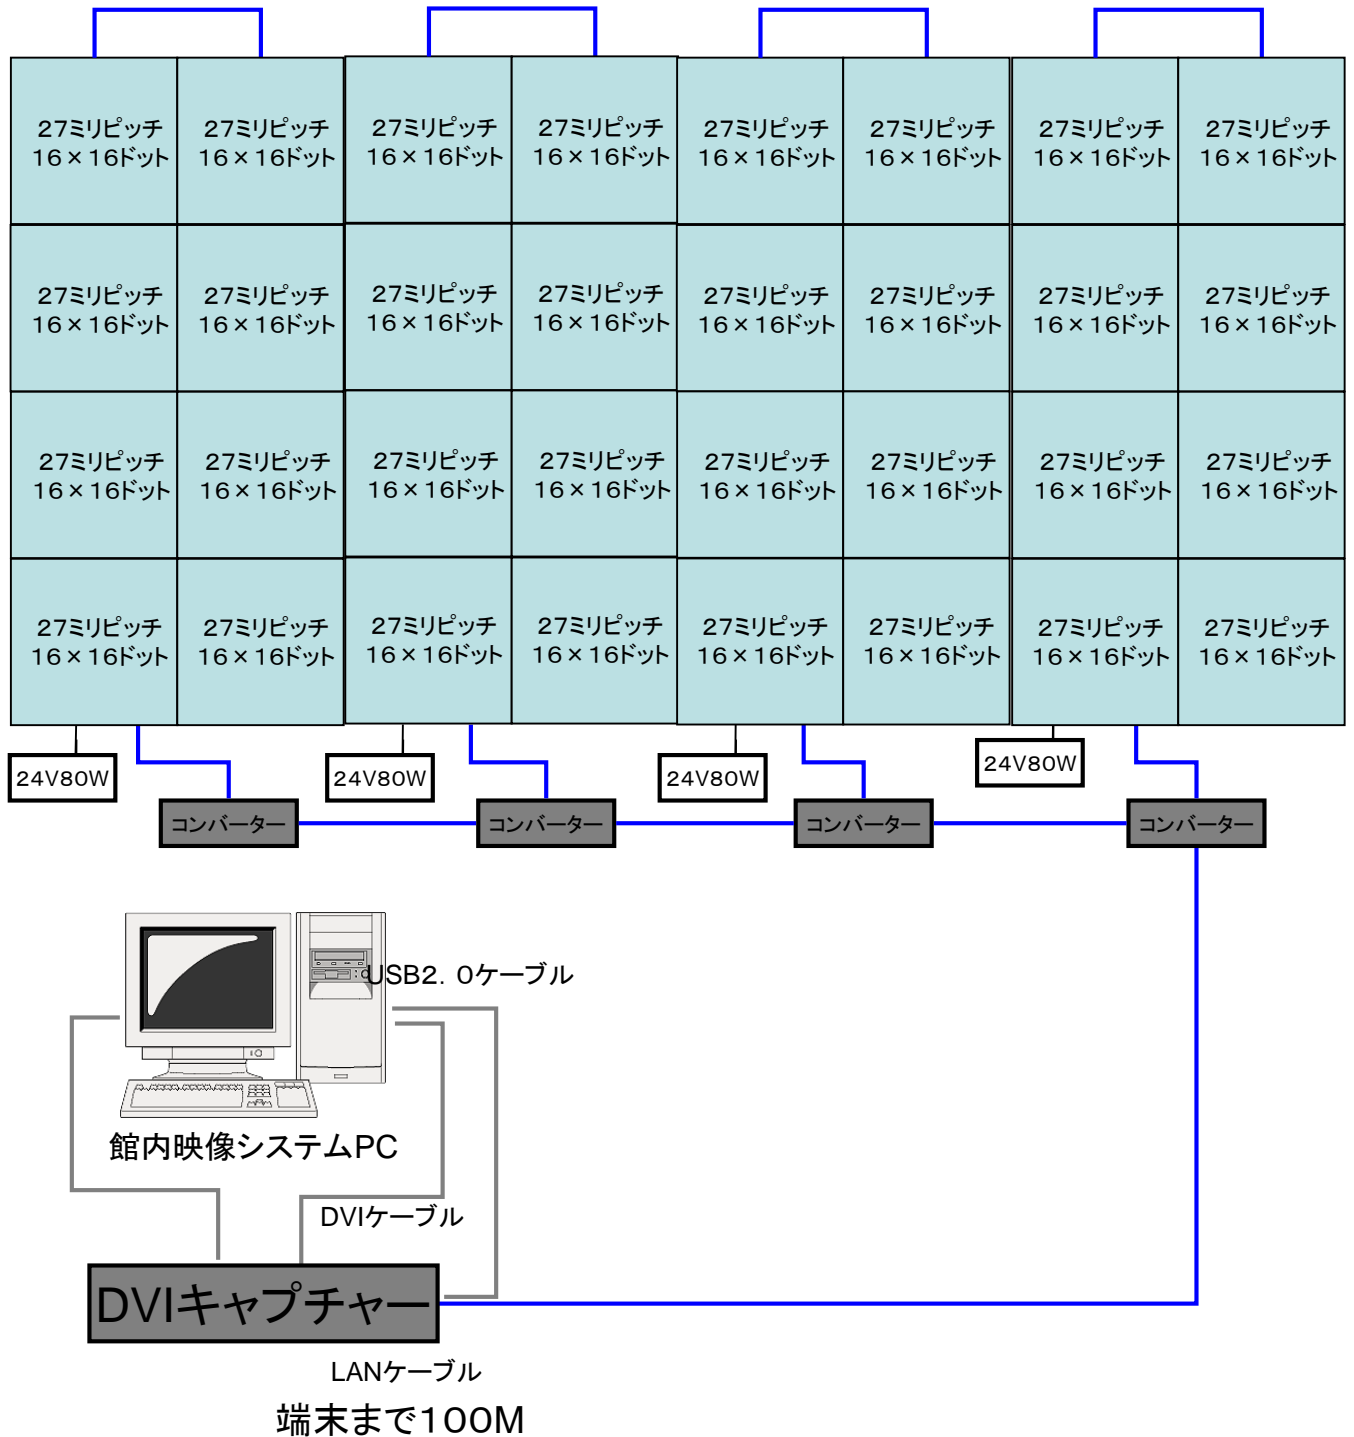 27ミリピッチ 27ミリピッチ 27ミリピッチ 27ミリピッチ 27ミリピッチ 27ミリピッチ 27ミリピッチ 27ミリピッチ
16×16ドット 16×16ドット 16×16ドット 16×16ドット 16×16ドット 16×16ドット 16×16ドット 16×16ドット
27ミリピッチ 27ミリピッチ 27ミリピッチ 27ミリピッチ 27ミリピッチ 27ミリピッチ 27ミリピッチ 27ミリピッチ
16×16ドット 16×16ドット 16×16ドット 16×16ドット 16×16ドット 16×16ドット 16×16ドット 16×16ドット
27ミリピッチ 27ミリピッチ 27ミリピッチ 27ミリピッチ 27ミリピッチ 27ミリピッチ 27ミリピッチ 27ミリピッチ
16×16ドット 16×16ドット 16×16ドット 16×16ドット 16×16ドット 16×16ドット 16×16ドット 16×16ドット
27ミリピッチ 27ミリピッチ 27ミリピッチ 27ミリピッチ 27ミリピッチ 27ミリピッチ 27ミリピッチ 27ミリピッチ
16×16ドット 16×16ドット 16×16ドット 16×16ドット 16×16ドット 16×16ドット 16×16ドット 16×16ドット
24V80W 24V80W 24V80W 24V80W
コンバーター コンバーター コンバーター コンバーター
USB2.0ケーブル
館内映像システムPC
DVIケーブル
DVIキャプチャー
LANケーブル
端末まで100M